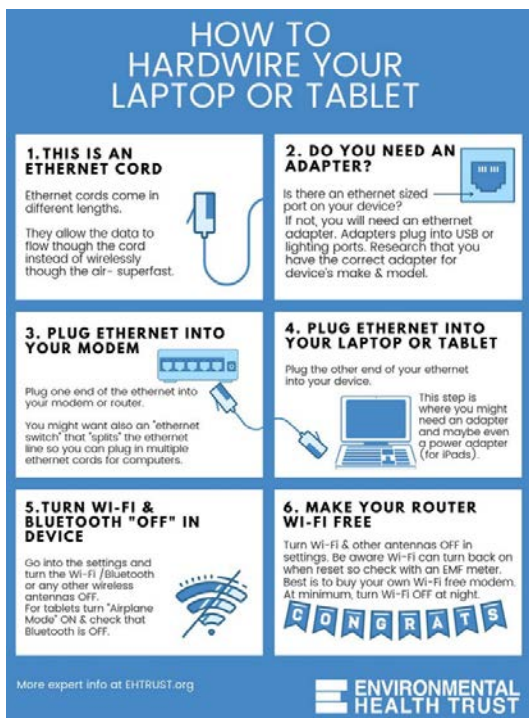 HOW TO
HARDWIRE YOUR
LAPTOP OR TABLET
1.THIS IS AN
ETHERNET CORD
Ethernet cords come in
different lengths.
They allow the data to
flow though the cord
instead of wirelessly
though the air- superfast.
2. DO YOU NEED AN
ADAPTER?
Is there an ethernet sized
port on your device?
If not, you will need an ethernet
adapter. Adapters plug into USB or
lighting ports. Research that you
have the correct adapter for
device's make & model.
3. PLUG ETHERNET INTO
YOUR MODEM
Plug one end of the ethernet into
your modem or router.
You might want also an "ethernet
switch" that "splits" the ethernet
line so you can plug in multiple
ethernet cords for computers.
4. PLUG ETHERNET INTO
YOUR LAPTOP OR TABLET
Plug the other end of your ethernet
into your device.
This step is
where you might
need an adapter
and maybe even
a power adapter
(for iPads).
5.TURN WI-FI &
BLUETOOTH "OFF" IN
DEVICE
Go into the settings and
turn the Wi-Fi /Bluetooth
or any other wireless
antennas OFF.
For tablets turn "Airplane
Mode" ON & check that
Bluetooth is OFF.
6. MAKE YOUR ROUTER
WI-FI FREE
Turn Wi-Fi & other antennas OFF in
settings. Be aware Wi-Fi can turn back on
when reset so check with an EMF meter.
Best is to buy your own Wi-Fi free modem.
At minimum, turn Wi-Fi OFF at night.
CONGRATS
More expert info at EHTRUST.org
ENVIRONMENTAL
HEALTH TRUST